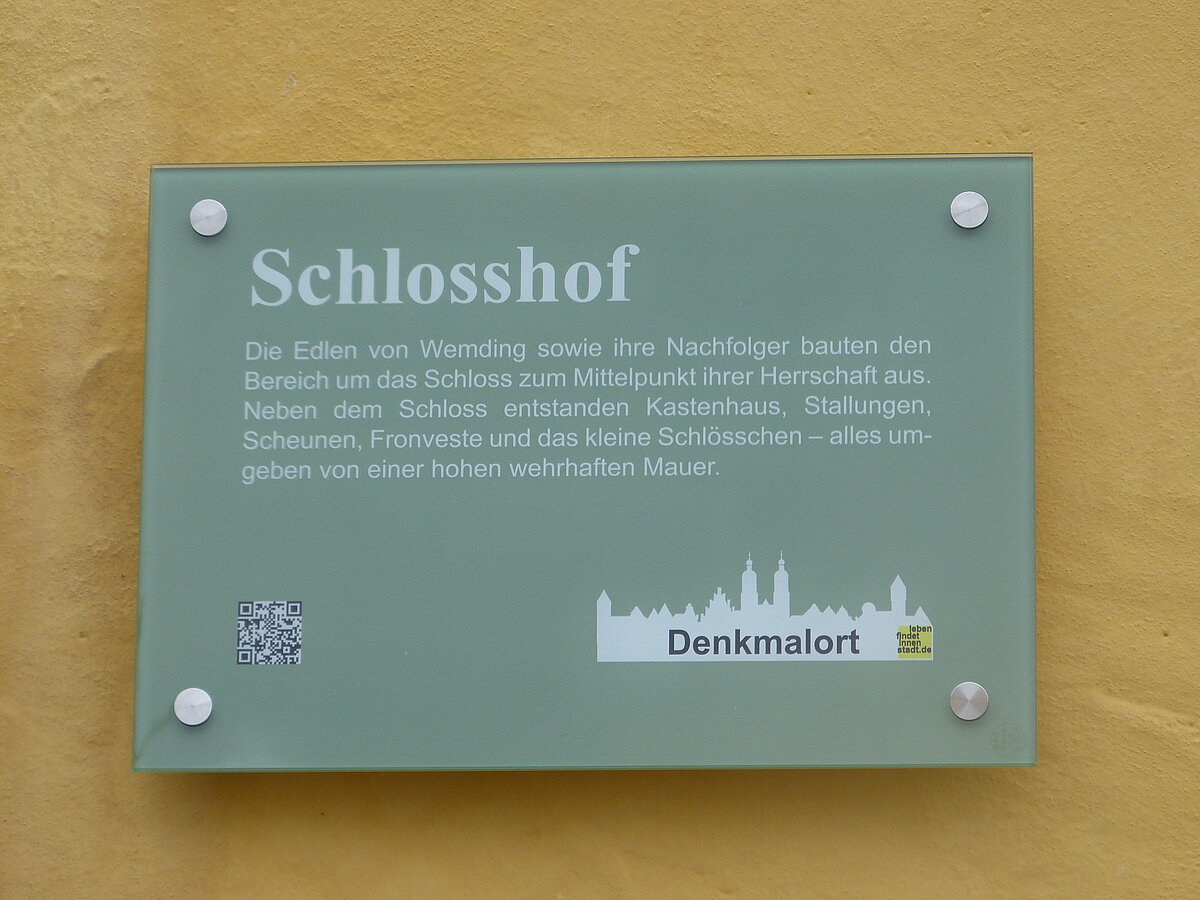 Schlosshof
Die Edlen von Wemding sowie ihre Nachfolger bauten den
Bereich um das Schloss zum Mittelpunkt ihrer Herrschaft aus.
Neben dem Schloss entstanden Kastenhaus, Stallungen,
Scheunen, Fronveste und das kleine Schlösschen – alles um-
geben von einer hohen wehrhaften Mauer.
Denkmalort
leben
findet
innen
stadt.de